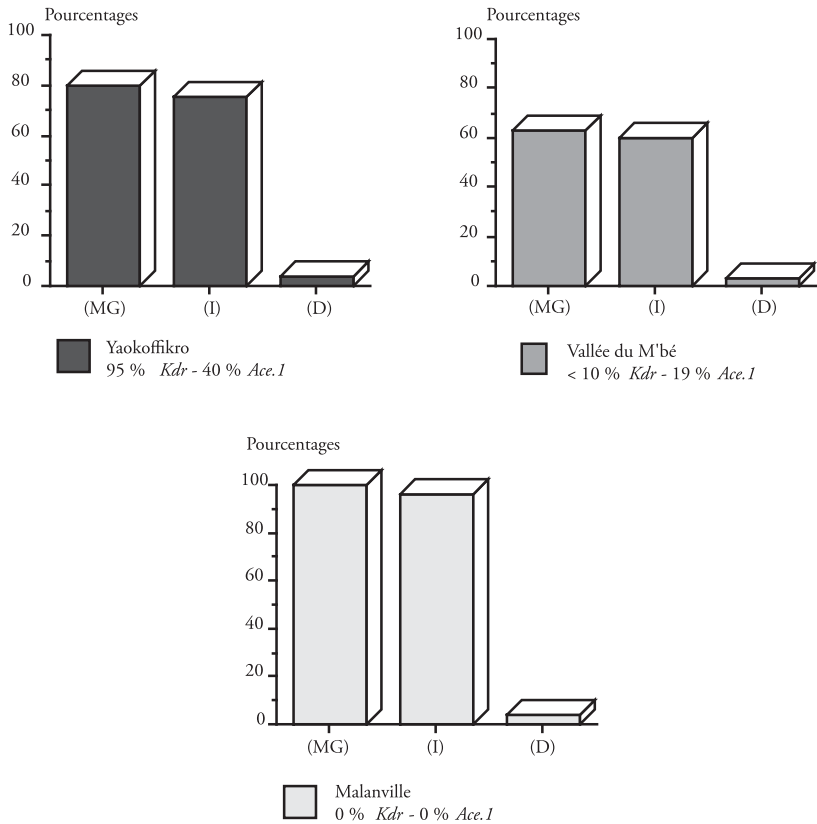 Pourcentages
100
80
60
40
20
0
(MG) (I) (D)
Yaokoffikro
95 % Kdr - 40 % Ace.1
Pourcentages
100
80
60
40
20
0
(MG) (I) (D)
Vallée du M'bé
< 10 % Kdr - 19 % Ace.1
Pourcentages
100
80
60
40
20
0
(MG) (I) (D)
Malanville
0 % Kdr - 0 % Ace.1